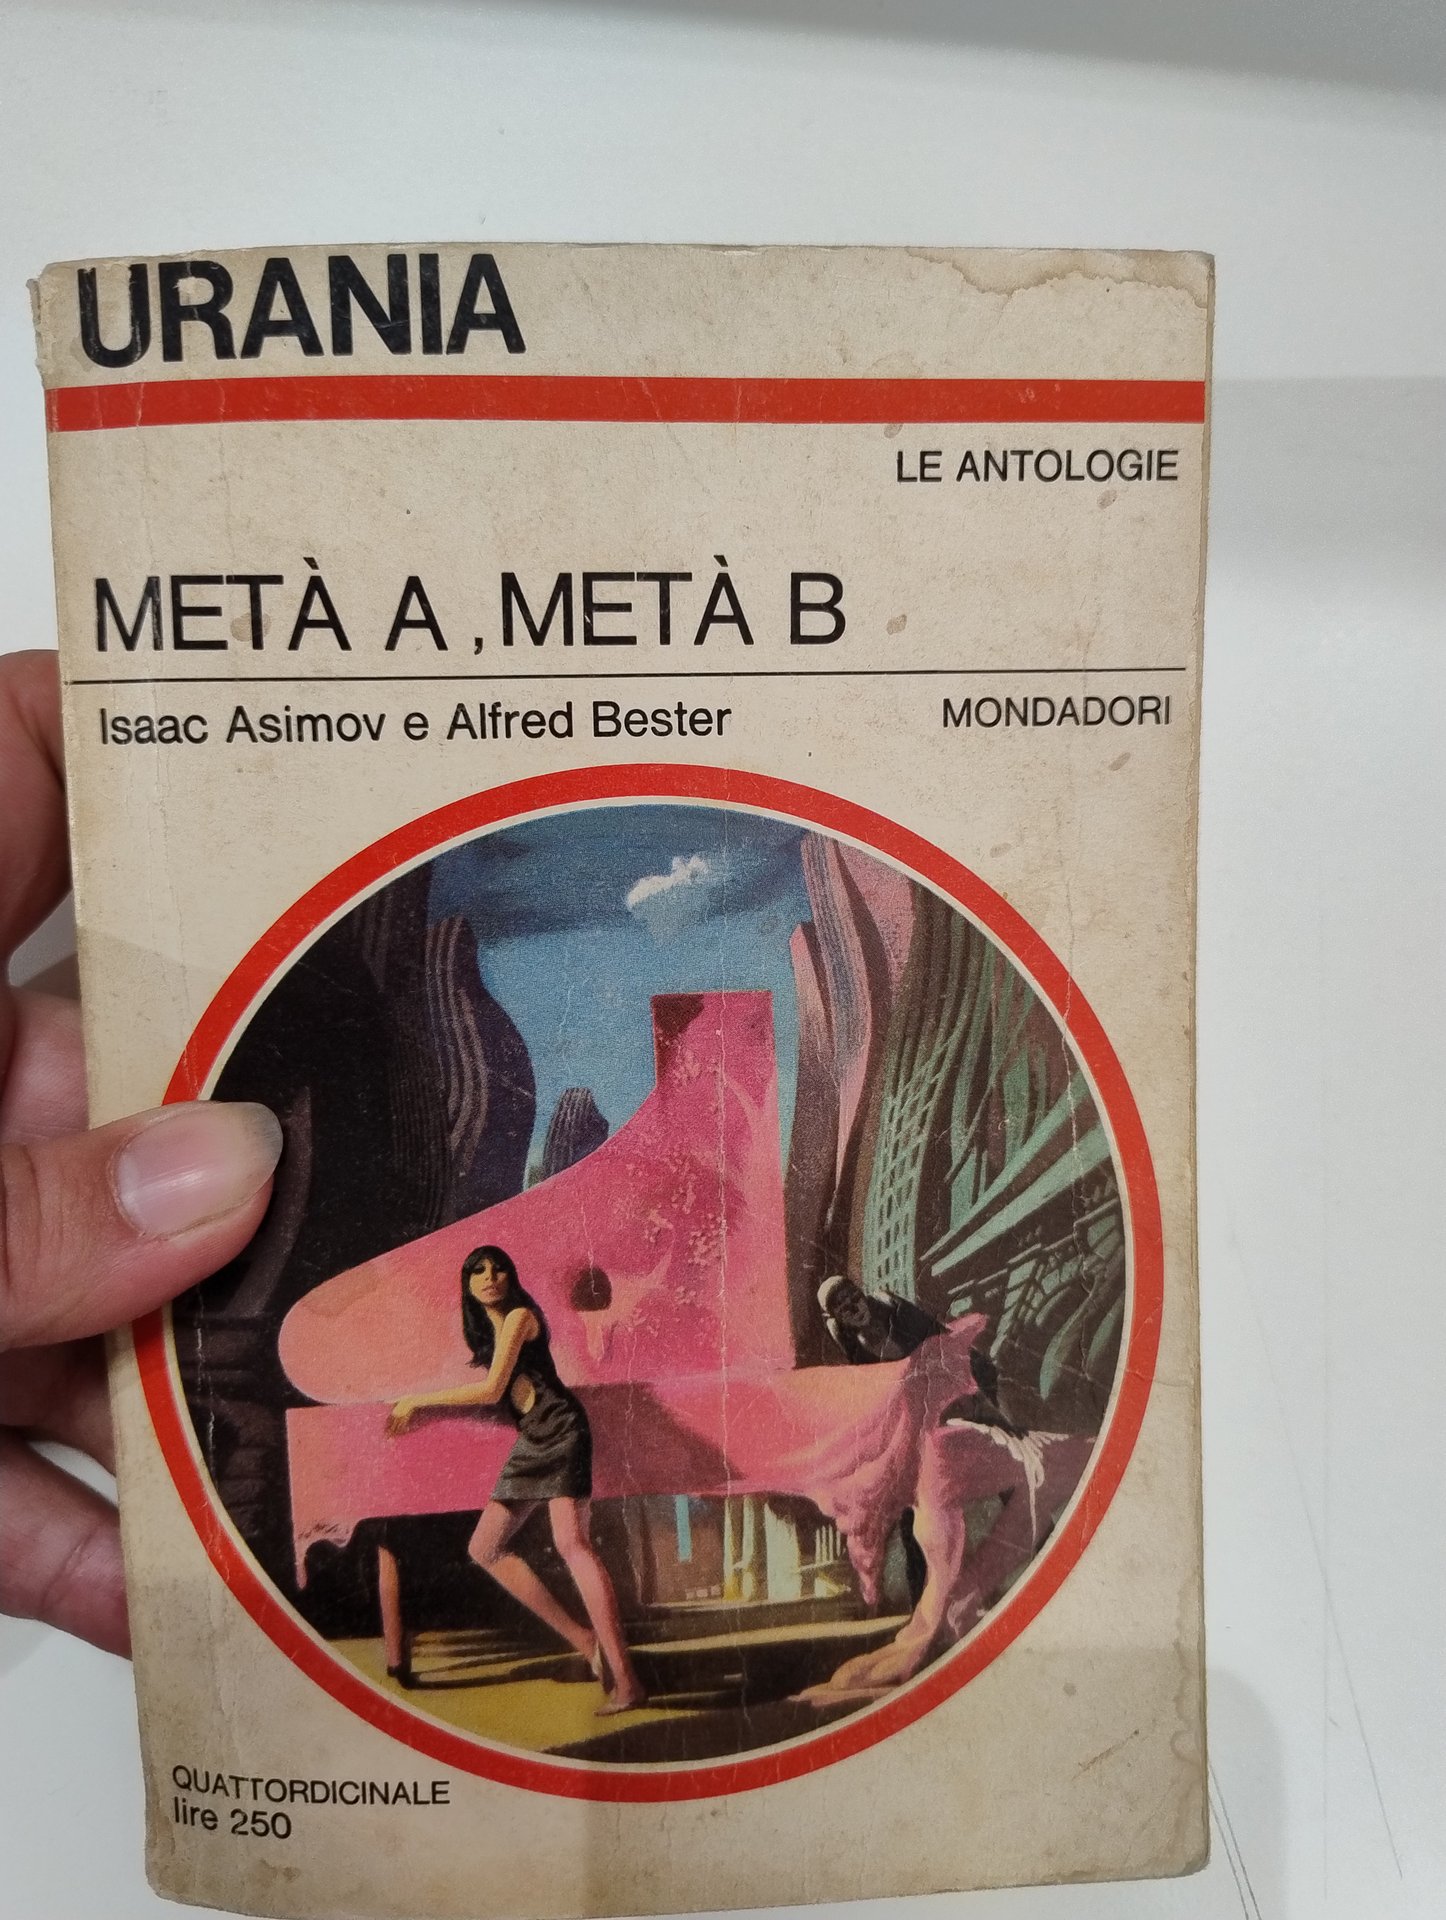 URANIA
LE ANTOLOGIE
METÀ A, METÀ B
Isaac Asimov e Alfred Bester
MONDADORI
QUATTORDICINALE
lire 250